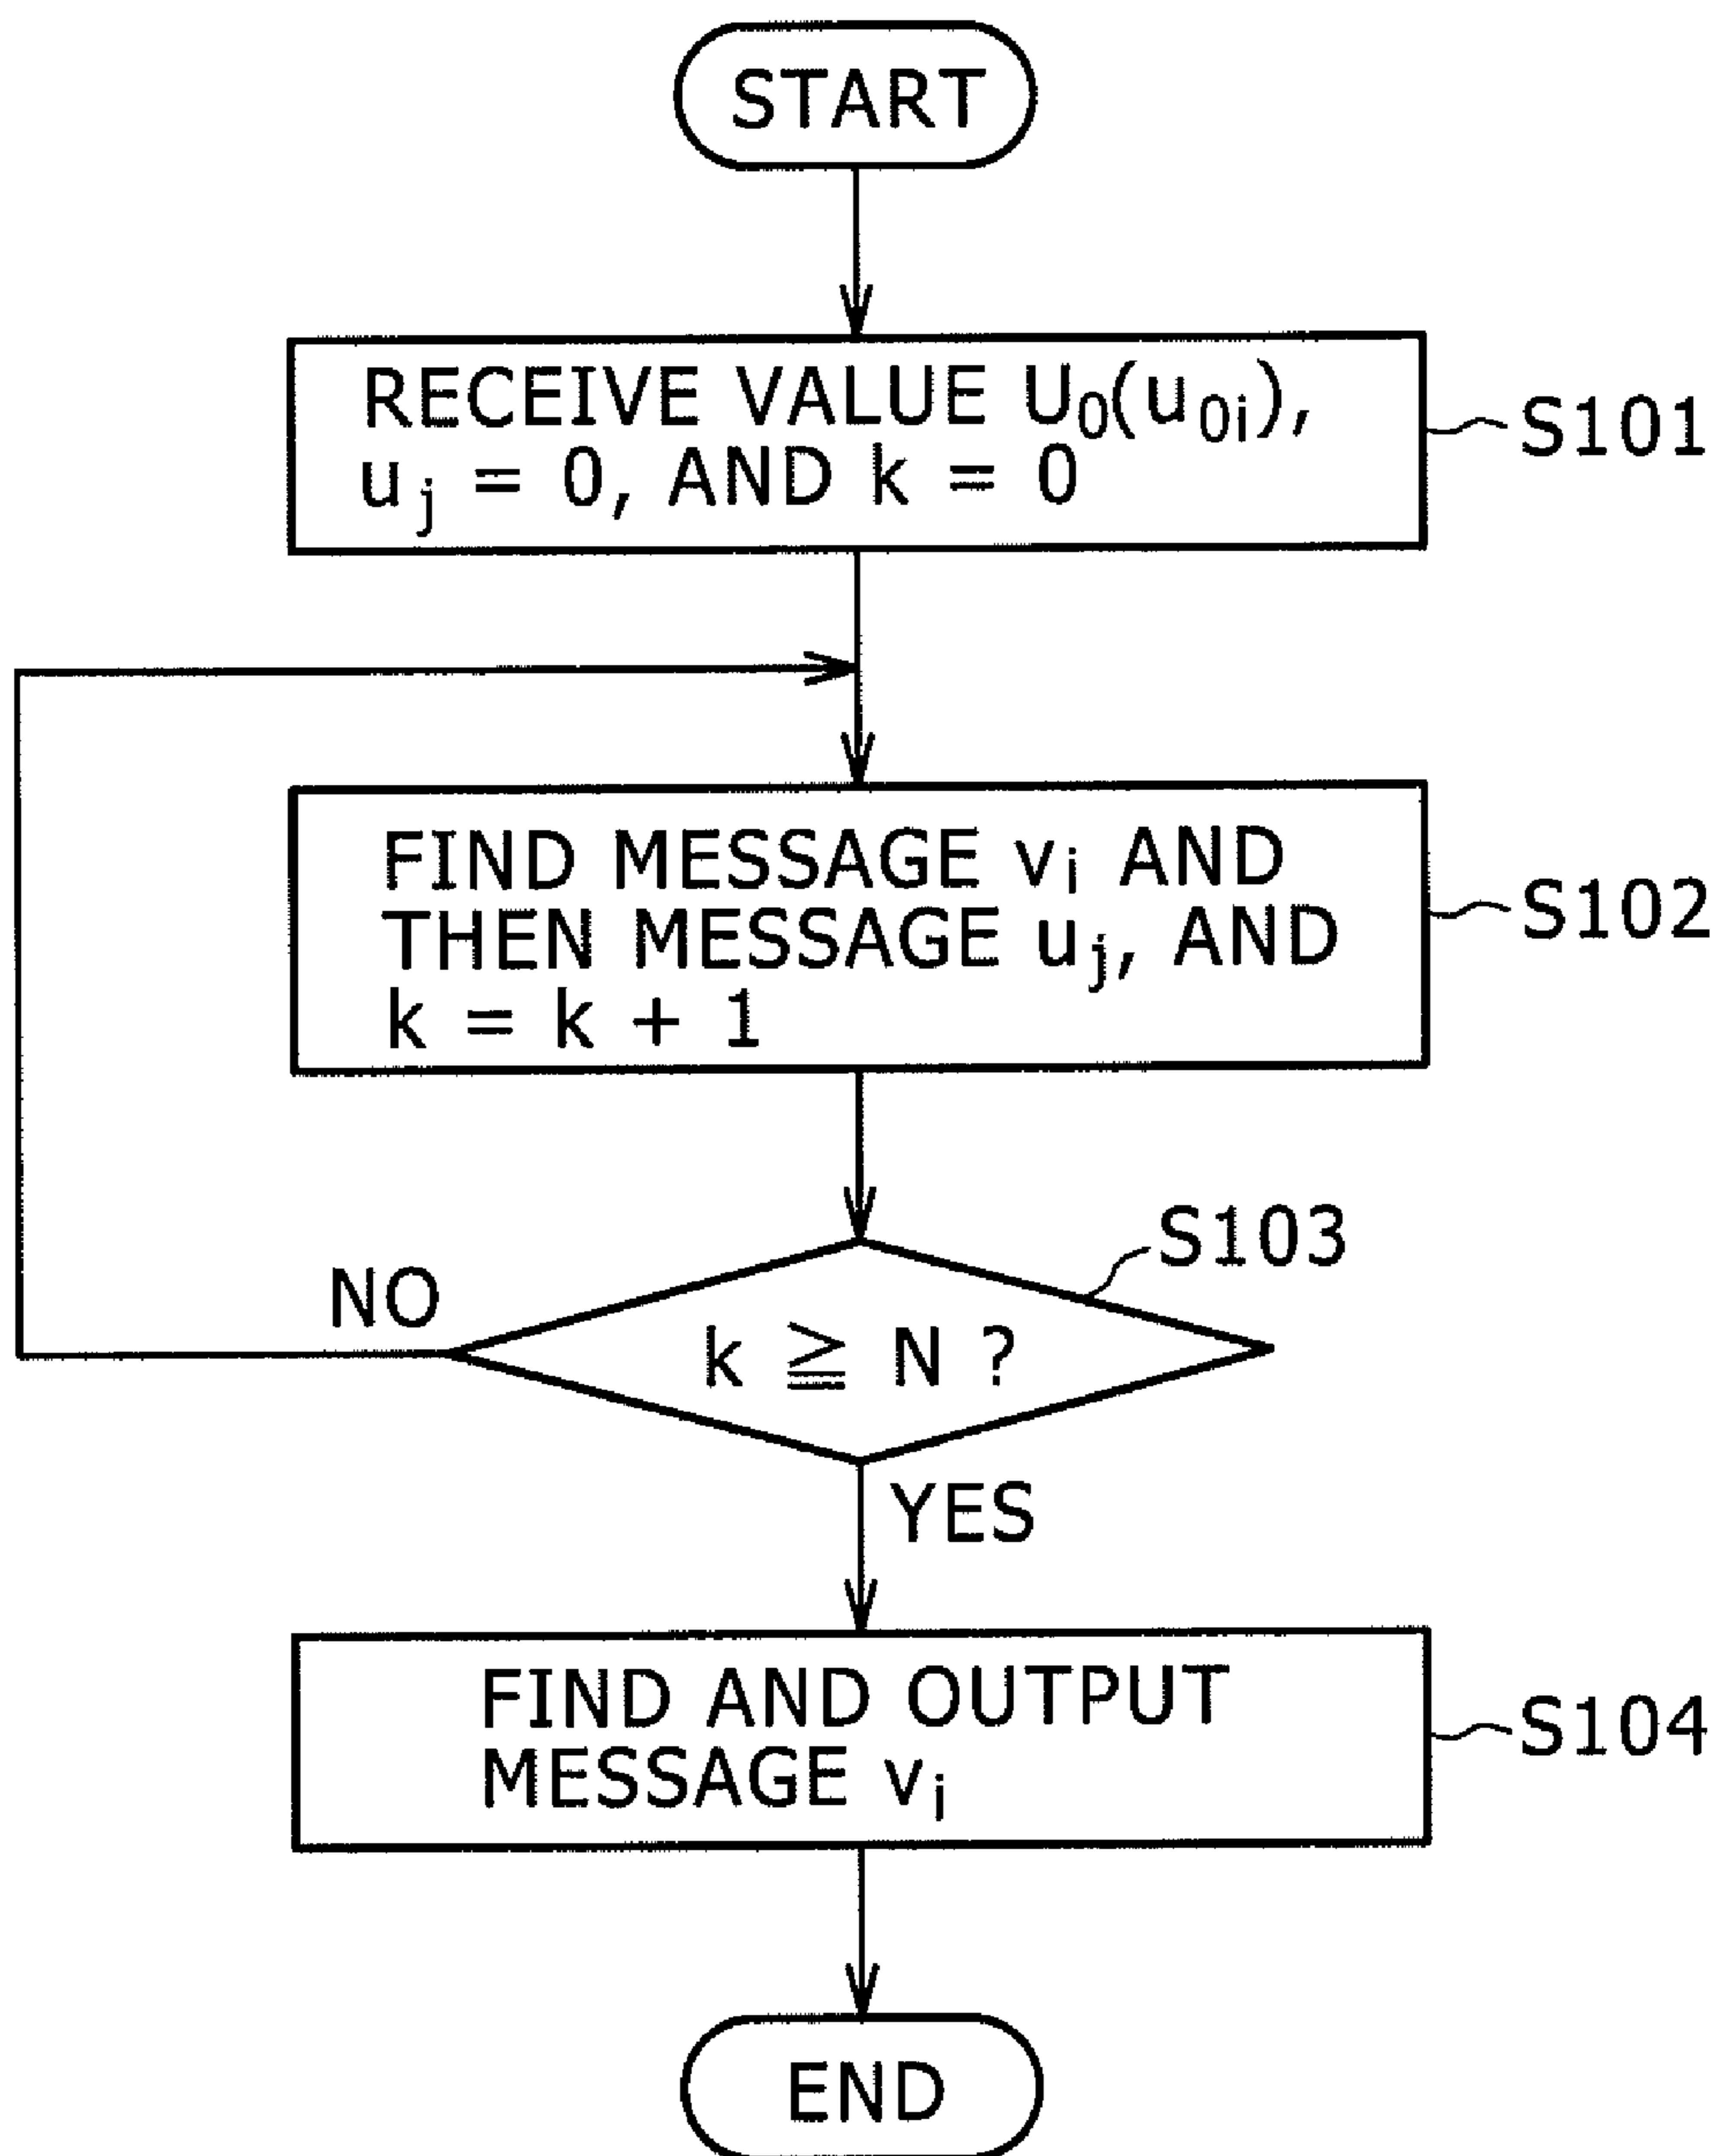 START
RECEIVE VALUE U₀(u₀ᵢ),
uⱼ = 0, AND k = 0
S101
FIND MESSAGE vᵢ AND
THEN MESSAGE uⱼ, AND
k = k + 1
S102
S103
NO
k ≧ N ?
YES
FIND AND OUTPUT
MESSAGE vᵢ
S104
END